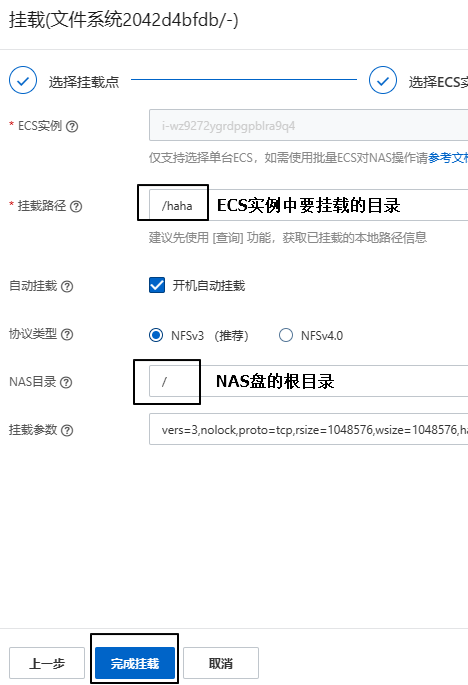 挂载(文件系统2042d4bfdb/-)
选择挂载点 选择ECS实
* ECS实例 i-wz9272ygrdpgpblra9q4
仅支持选择单台ECS，如需使用批量ECS对NAS操作请参考文档
* 挂载路径 /haha ECS实例中要挂载的目录
建议先使用 [查询] 功能，获取已挂载的本地路径信息
自动挂载 开机自动挂载
协议类型 NFSv3 （推荐） NFSv4.0
NAS目录 / NAS盘的根目录
挂载参数 vers=3,nolock,proto=tcp,rsize=1048576,wsize=1048576,ha
上一步 完成挂载 取消